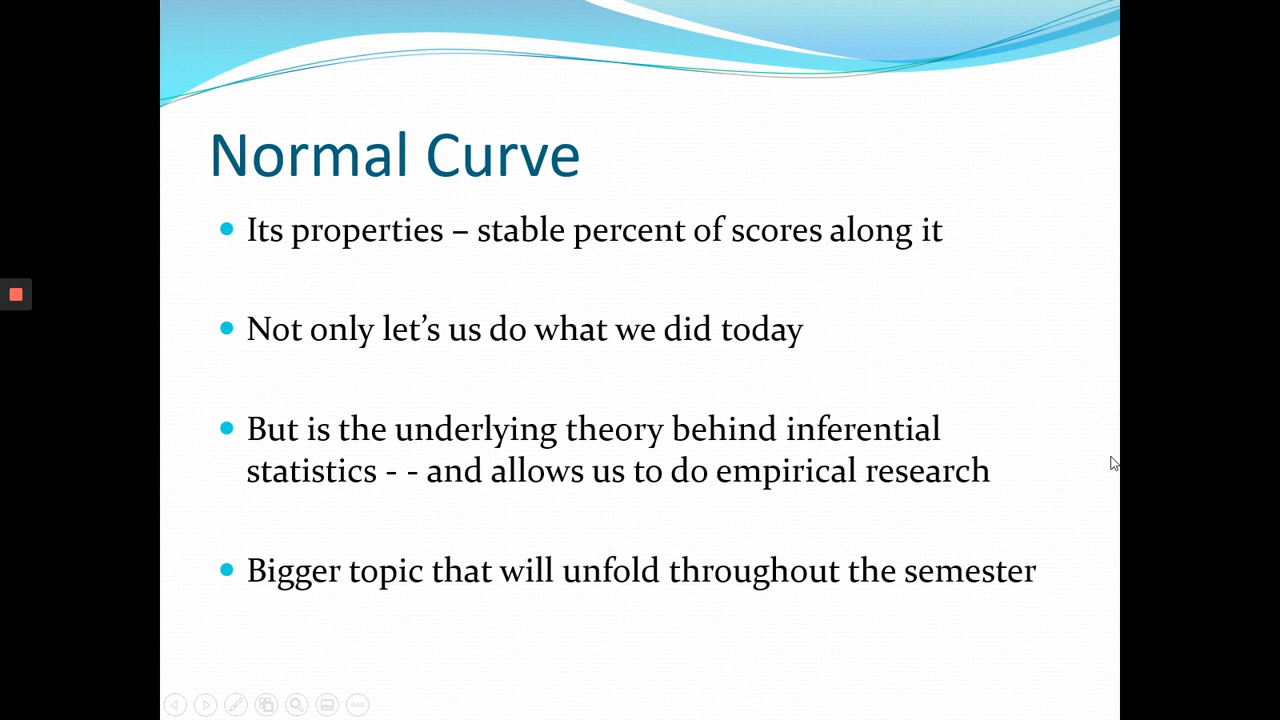 Normal Curve
Its properties – stable percent of scores along it
Not only let’s us do what we did today
But is the underlying theory behind inferential
statistics - - and allows us to do empirical research
Bigger topic that will unfold throughout the semester